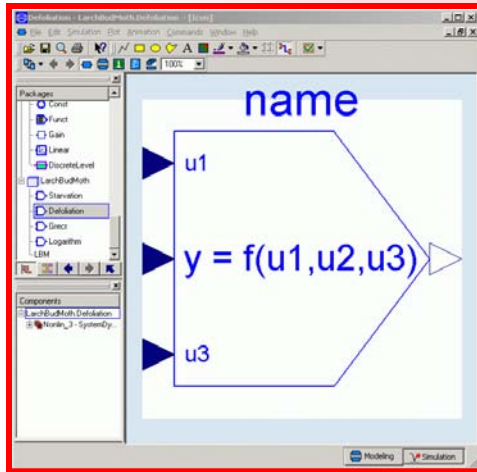 Defoliation - LarchBudMoth.Defoliation - [Icon]
File Edit Simulation Plot Animation Commands Window Help
100%
Packages
Const
Funct
Gain
Linear
DiscreteLevel
LarchBudMoth
Starvation
Defoliation
Grecr
Logarithm
LBM
Components
LarchBudMoth.Defoliation
Nonlin_3 - SystemDy...
name
u1
y = f(u1,u2,u3)
u3
Modeling
Simulation